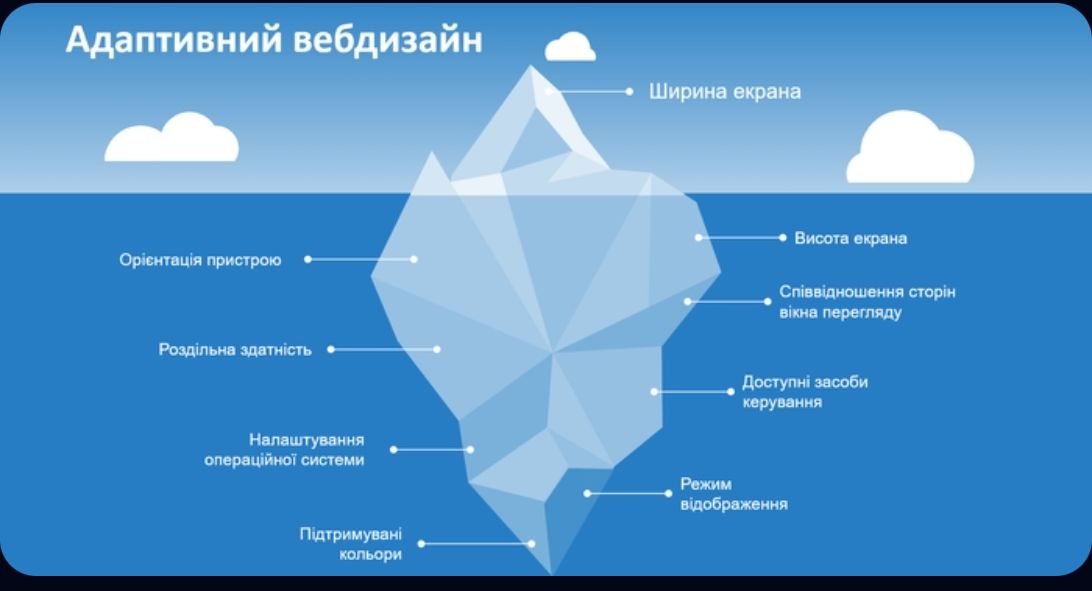 Адаптивний вебдизайн
Ширина екрана
Висота екрана
Орієнтація пристрою
Співвідношення сторін
вікна перегляду
Роздільна здатність
Доступні засоби
керування
Налаштування
операційної системи
Режим
відображення
Підтримувані
кольори